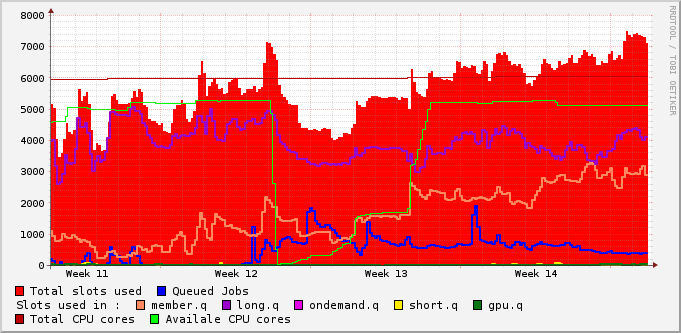 8000
7000
6000
5000
4000
3000
2000
1000
0
Week 11 Week 12 Week 13 Week 14
RRDTOOL / TOBI OETIKER
Total slots used Queued Jobs
Slots used in : member.q long.q ondemand.q short.q gpu.q
Total CPU cores Availale CPU cores